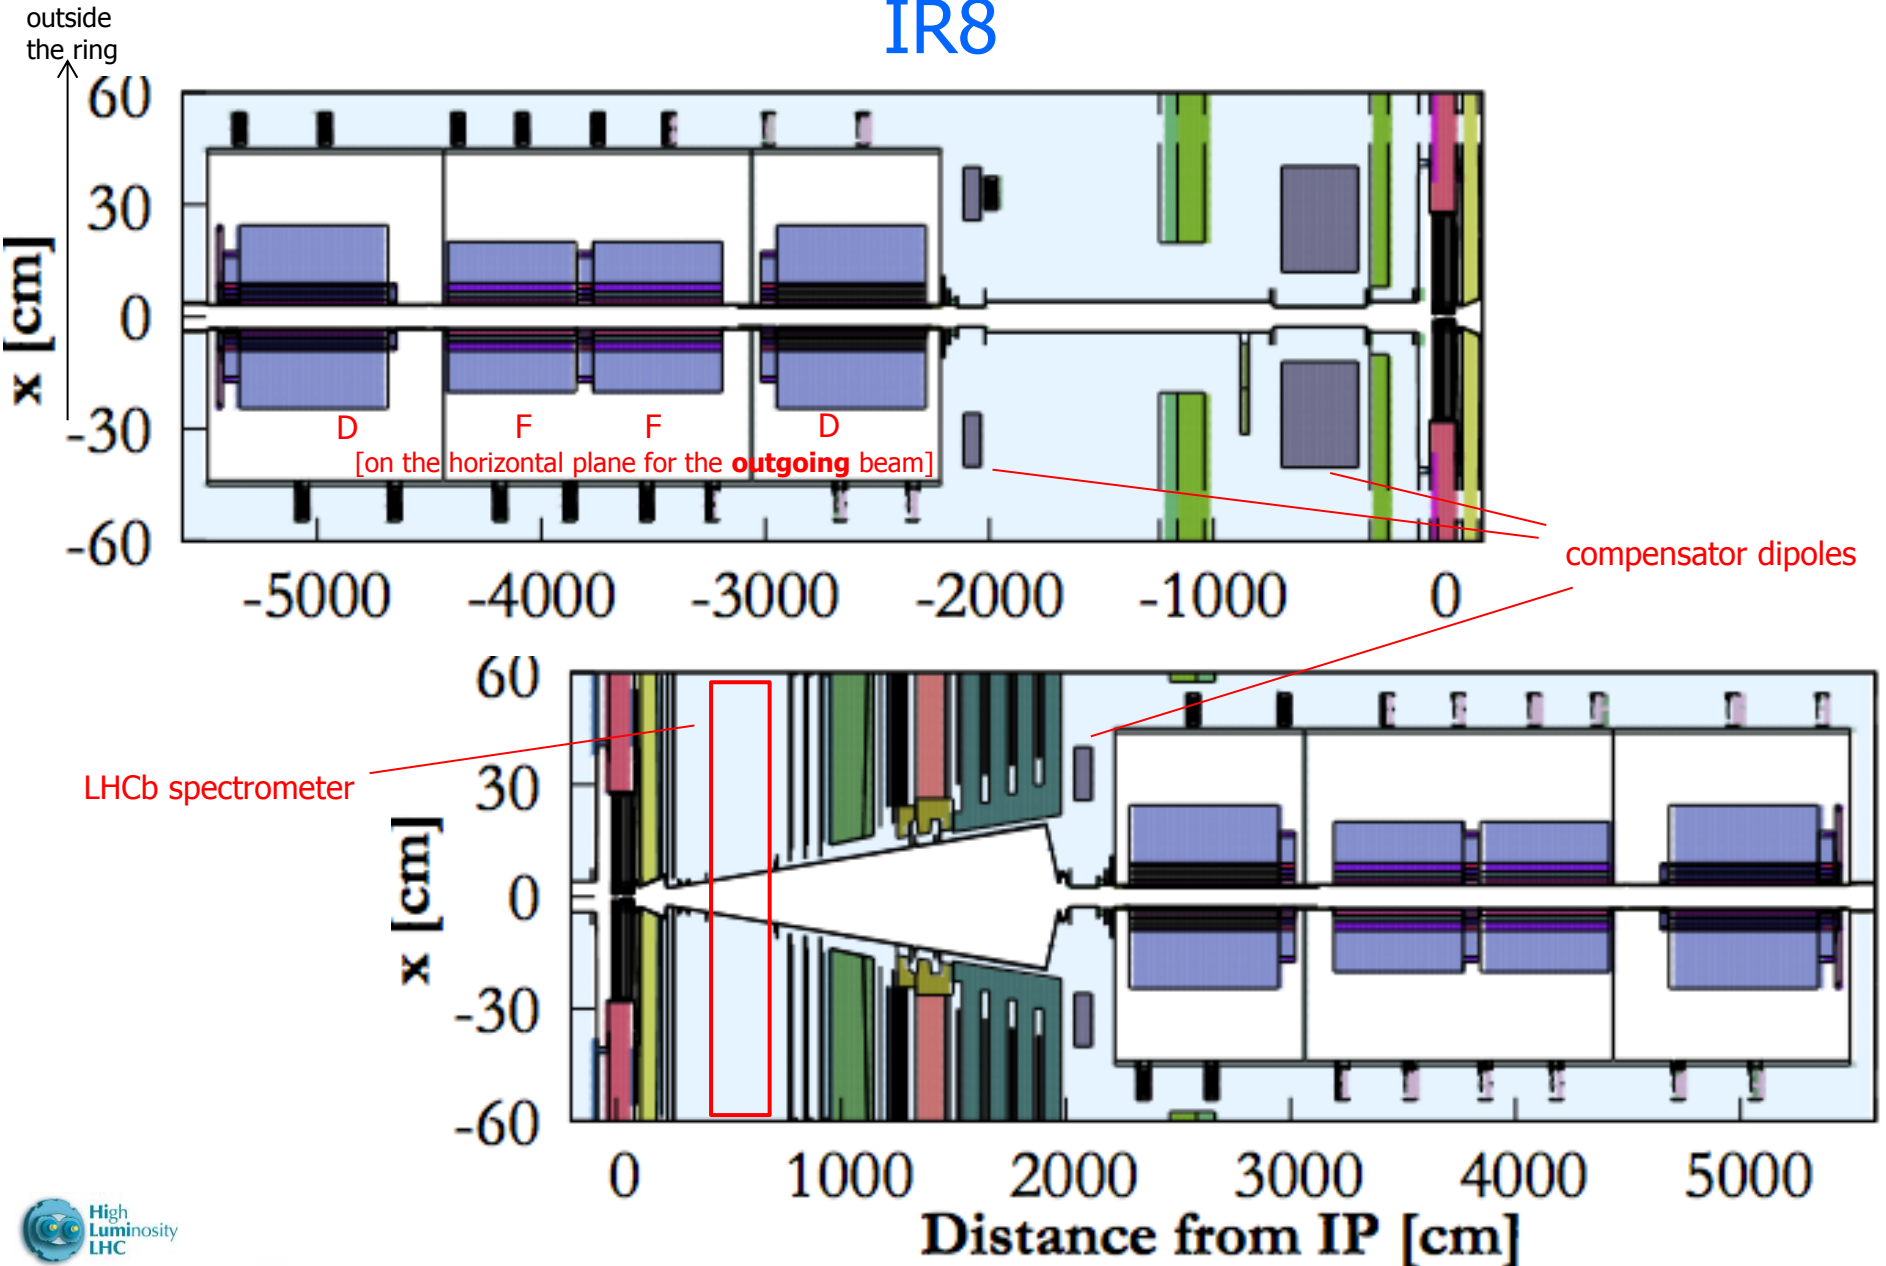 IR8
outside
the ring
60
30
0
0
-30
-60
x [cm]
D F F D
[on the horizontal plane for the outgoing beam]
-5000 -4000 -3000 -2000 -1000 0
compensator dipoles
LHCb spectrometer
60
30
0
-30
-60
x [cm]
0 1000 2000 3000 4000 5000
Distance from IP [cm]
High
Luminosity
LHC